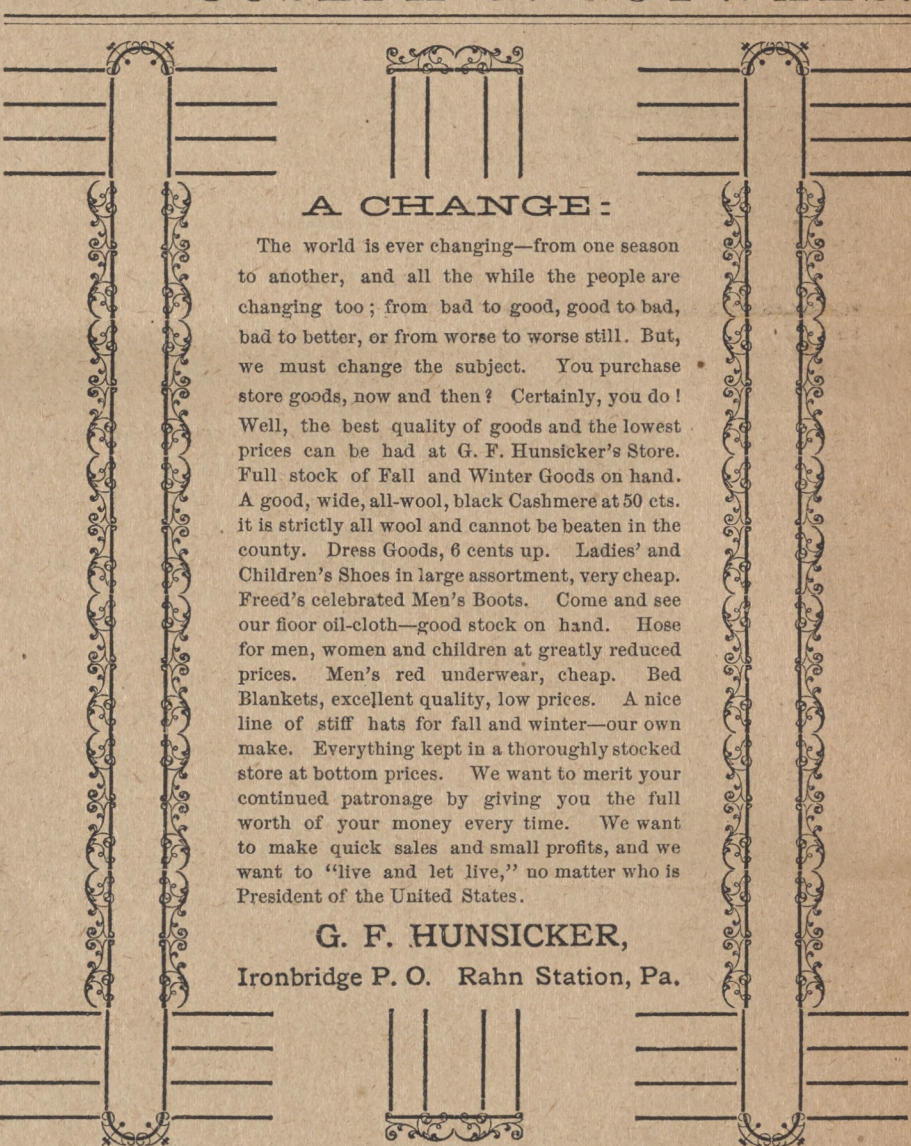 A CHANGE:
The world is ever changing—from one season
to another, and all the while the people are
changing too; from bad to good, good to bad,
bad to better, or from worse to worse still. But,
we must change the subject. You purchase
store goods, now and then? Certainly, you do!
Well, the best quality of goods and the lowest
prices can be had at G. F. Hunsicker's Store.
Full stock of Fall and Winter Goods on hand.
A good, wide, all-wool, black Cashmere at 50 cts.
it is strictly all wool and cannot be beaten in the
county. Dress Goods, 6 cents up. Ladies' and
Children's Shoes in large assortment, very cheap.
Freed's celebrated Men's Boots. Come and see
our floor oil-cloth—good stock on hand. Hose
for men, women and children at greatly reduced
prices. Men's red underwear, cheap. Bed
Blankets, excellent quality, low prices. A nice
line of stiff hats for fall and winter—our own
make. Everything kept in a thoroughly stocked
store at bottom prices. We want to merit your
continued patronage by giving you the full
worth of your money every time. We want
to make quick sales and small profits, and we
want to "live and let live," no matter who is
President of the United States.
G. F. HUNSICKER,
Ironbridge P. O. Rahn Station, Pa.